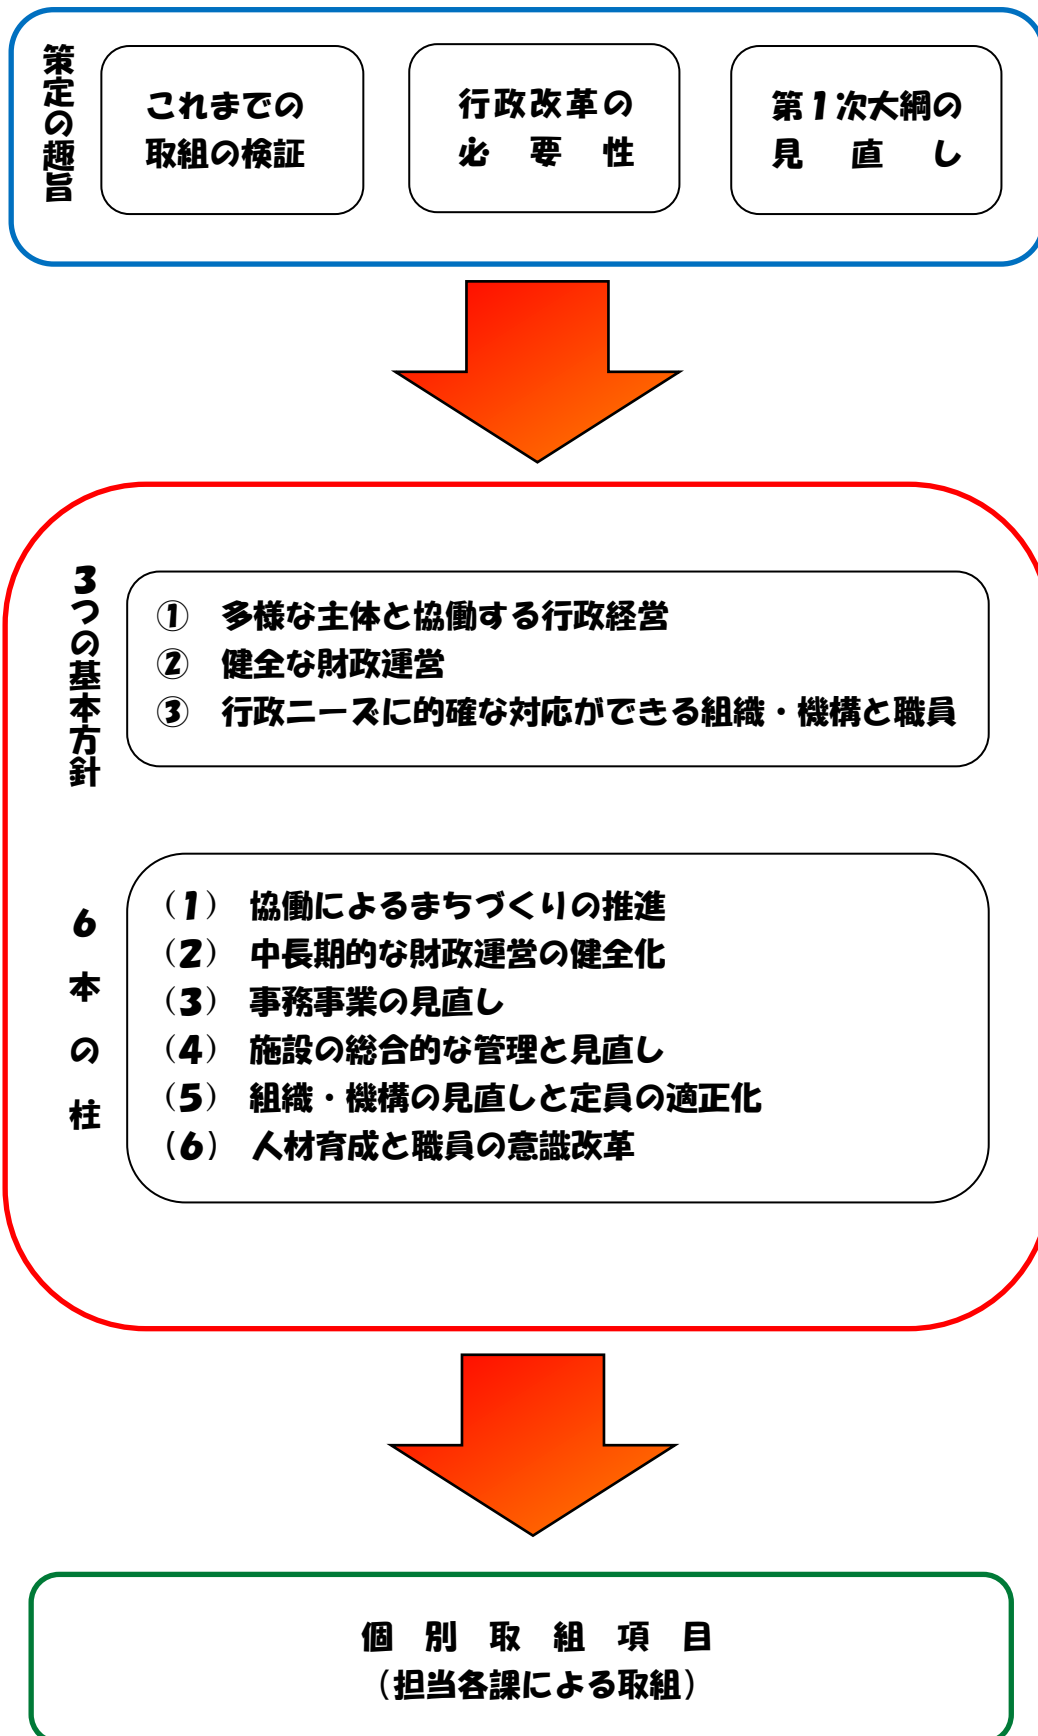 策定の趣旨
これまでの
取組の検証
行政改革の
必要性
第1次大綱の
見直し
3つの基本方針
① 多様な主体と協働する行政経営
② 健全な財政運営
③ 行政ニーズに的確な対応ができる組織・機構と職員
6本の柱
（1） 協働によるまちづくりの推進
（2） 中長期的な財政運営の健全化
（3） 事務事業の見直し
（4） 施設の総合的な管理と見直し
（5） 組織・機構の見直しと定員の適正化
（6） 人材育成と職員の意識改革
個別取組項目
（担当各課による取組）